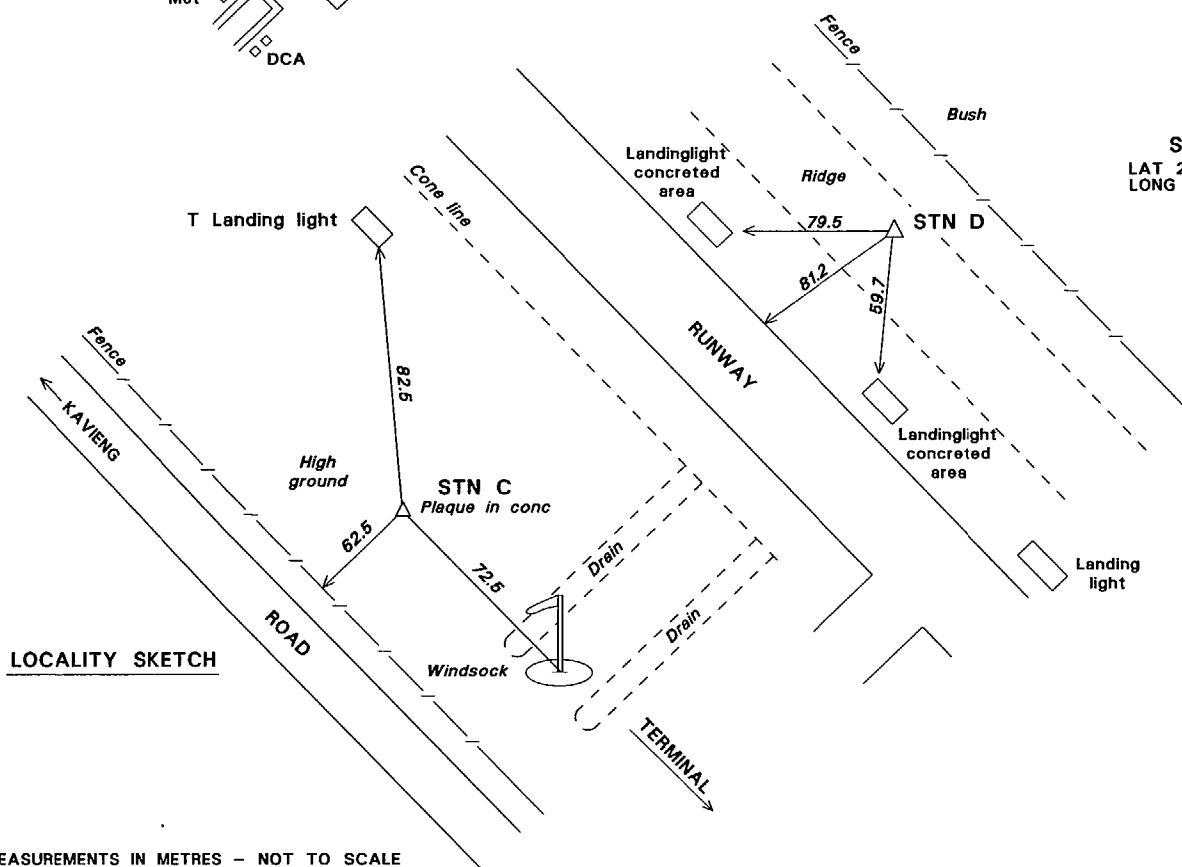 DCA
Fence
Bush
Landinglight
concreted
area
Ridge
LAT 2
LONG
Cone line
T Landing light
79.5
STN D
81.2
59.7
RUNWAY
Fence
82.5
KAVIENG
Landinglight
concreted
area
High
ground
STN C
Plaque in conc
62.5
72.5
Drain
Landing
light
ROAD
Drain
LOCALITY SKETCH
Windsock
TERMINAL
EASUREMENTS IN METRES – NOT TO SCALE